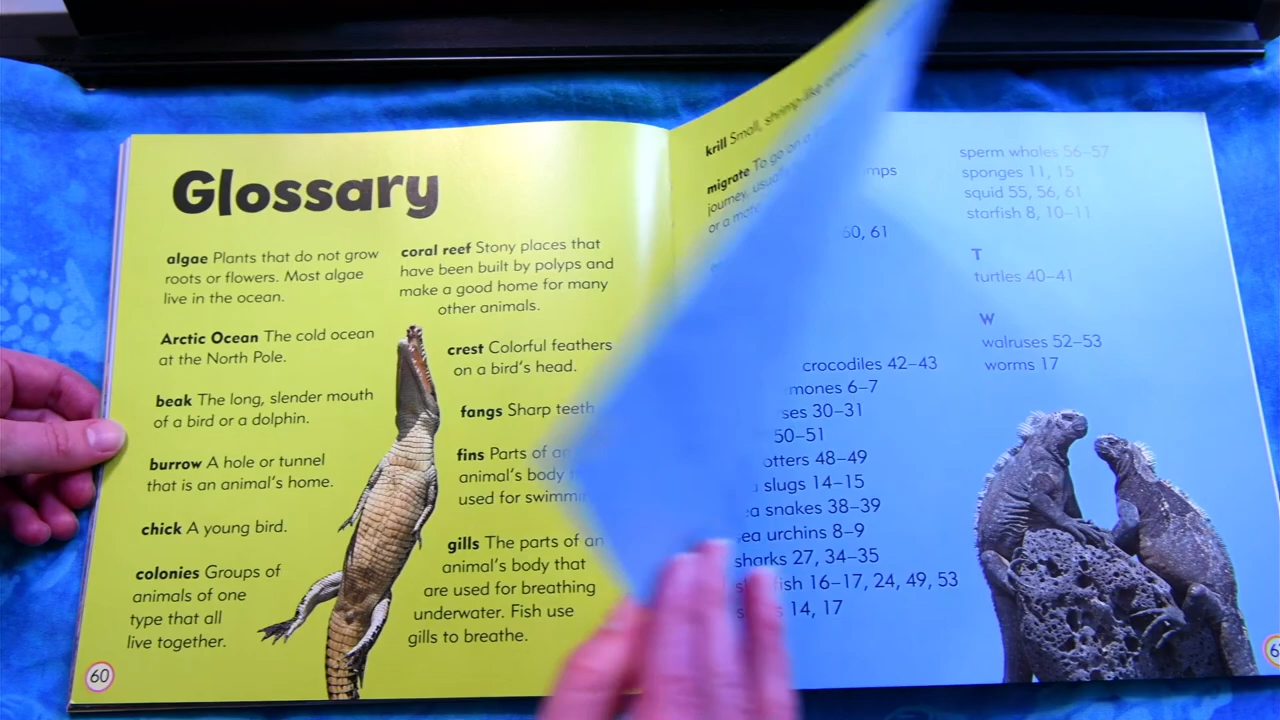 Glossary
algae Plants that do not grow
roots or flowers. Most algae
live in the ocean.
Arctic Ocean The cold ocean
at the North Pole.
beak The long, slender mouth
of a bird or a dolphin.
burrow A hole or tunnel
that is an animal's home.
chick A young bird.
colonies Groups of
animals of one
type that all
live together.
60
coral reef Stony places that
have been built by polyps and
make a good home for many
other animals.
crest Colorful feathers
on a bird's head.
fangs Sharp teeth
fins Parts of an
animal's body
used for
gills The parts of an
animal's body that
are used for breathing
underwater. Fish use
gills to breathe.
krill Small, shrimp-like
migrate To go on a
journey,
or a
60, 61
crocodiles 42–43
6–7
30–31
50–51
otters 48–49
slugs 14–15
snakes 38–39
urchins 8–9
sharks 27, 34–35
fish 16–17, 24, 49, 53
14, 17
sperm whales 56–57
sponges 11, 15
squid 55, 56, 61
starfish 8, 10–11
T
turtles 40–41
W
walruses 52–53
worms 17